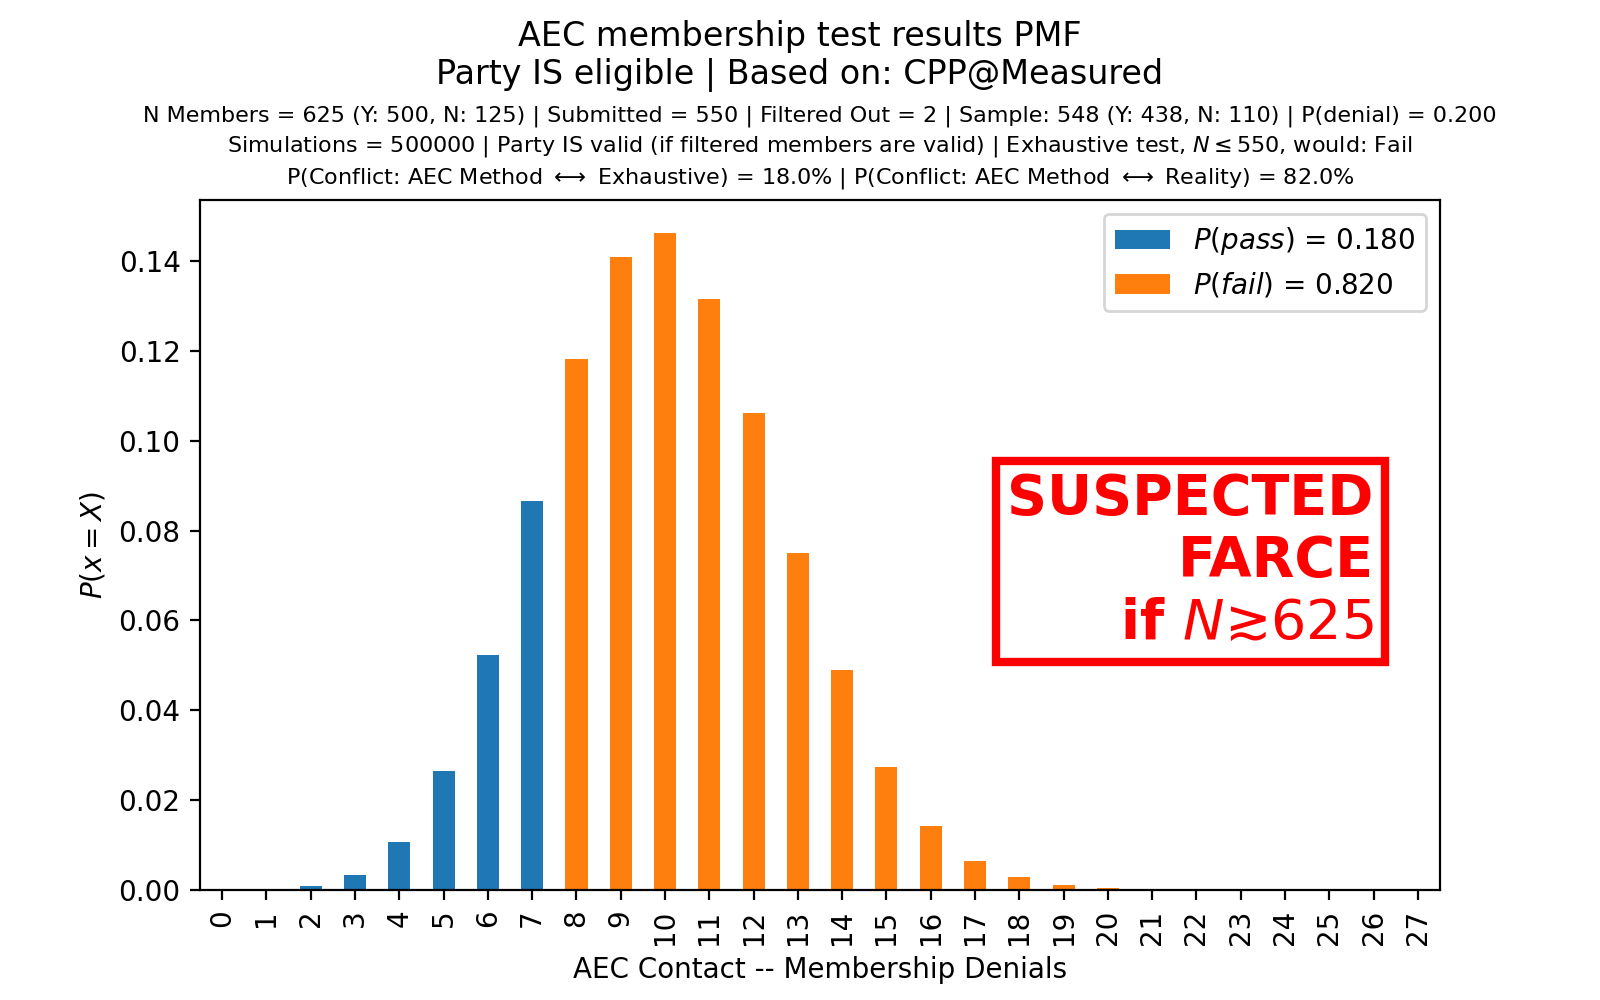 AEC membership test results PMF
Party IS eligible | Based on: CPP@Measured
N Members = 625 (Y: 500, N: 125) | Submitted = 550 | Filtered Out = 2 | Sample: 548 (Y: 438, N: 110) | P(denial) = 0.200
Simulations = 500000 | Party IS valid (if filtered members are valid) | Exhaustive test, N ≤ 550, would: Fail
P(Conflict: AEC Method ⟷ Exhaustive) = 18.0% | P(Conflict: AEC Method ⟷ Reality) = 82.0%
P(pass) = 0.180
P(fail) = 0.820
0.14
0.12
0.10
0.08
0.06
0.04
0.02
0.00
P(x = X)
SUSPECTED
FARCE
if N≳625
0 1 2 3 4 5 6 7 8 9 10 11 12 13 14 15 16 17 18 19 20 21 22 23 24 25 26 27
AEC Contact -- Membership Denials